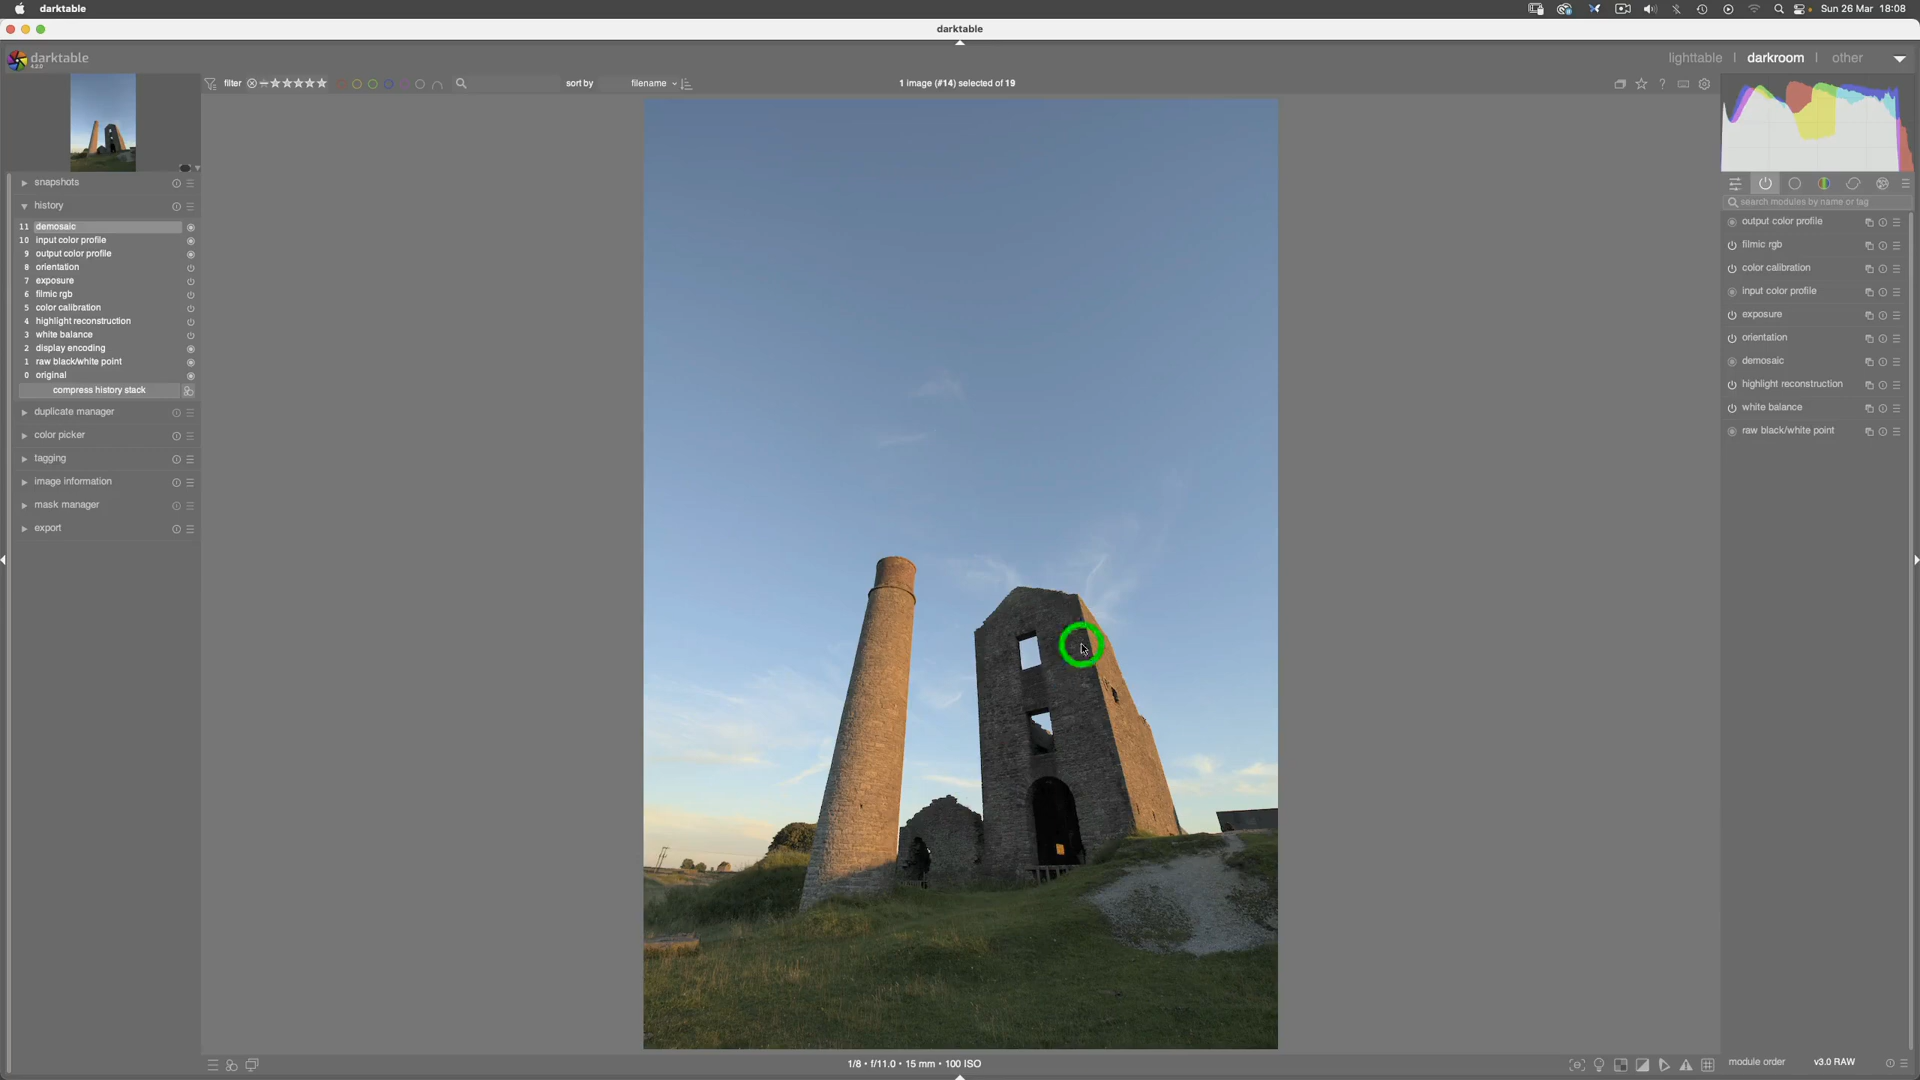 darktable
Sun 26 Mar 18:08
darktable
darktable
4.0.0
lighttable | darkroom | other
filter
sort by filename
1 image (#14) selected of 19
snapshots
history
11 demosaic
10 input color profile
9 output color profile
8 orientation
7 exposure
6 filmic rgb
5 color calibration
4 highlight reconstruction
3 white balance
2 display encoding
1 raw black/white point
0 original
compress history stack
duplicate manager
color picker
tagging
image information
mask manager
export
search modules by name or tag
output color profile
filmic rgb
color calibration
input color profile
exposure
orientation
demosaic
highlight reconstruction
white balance
raw black/white point
1/8 • f/11.0 • 15 mm • 100 ISO
module order v3.0 RAW